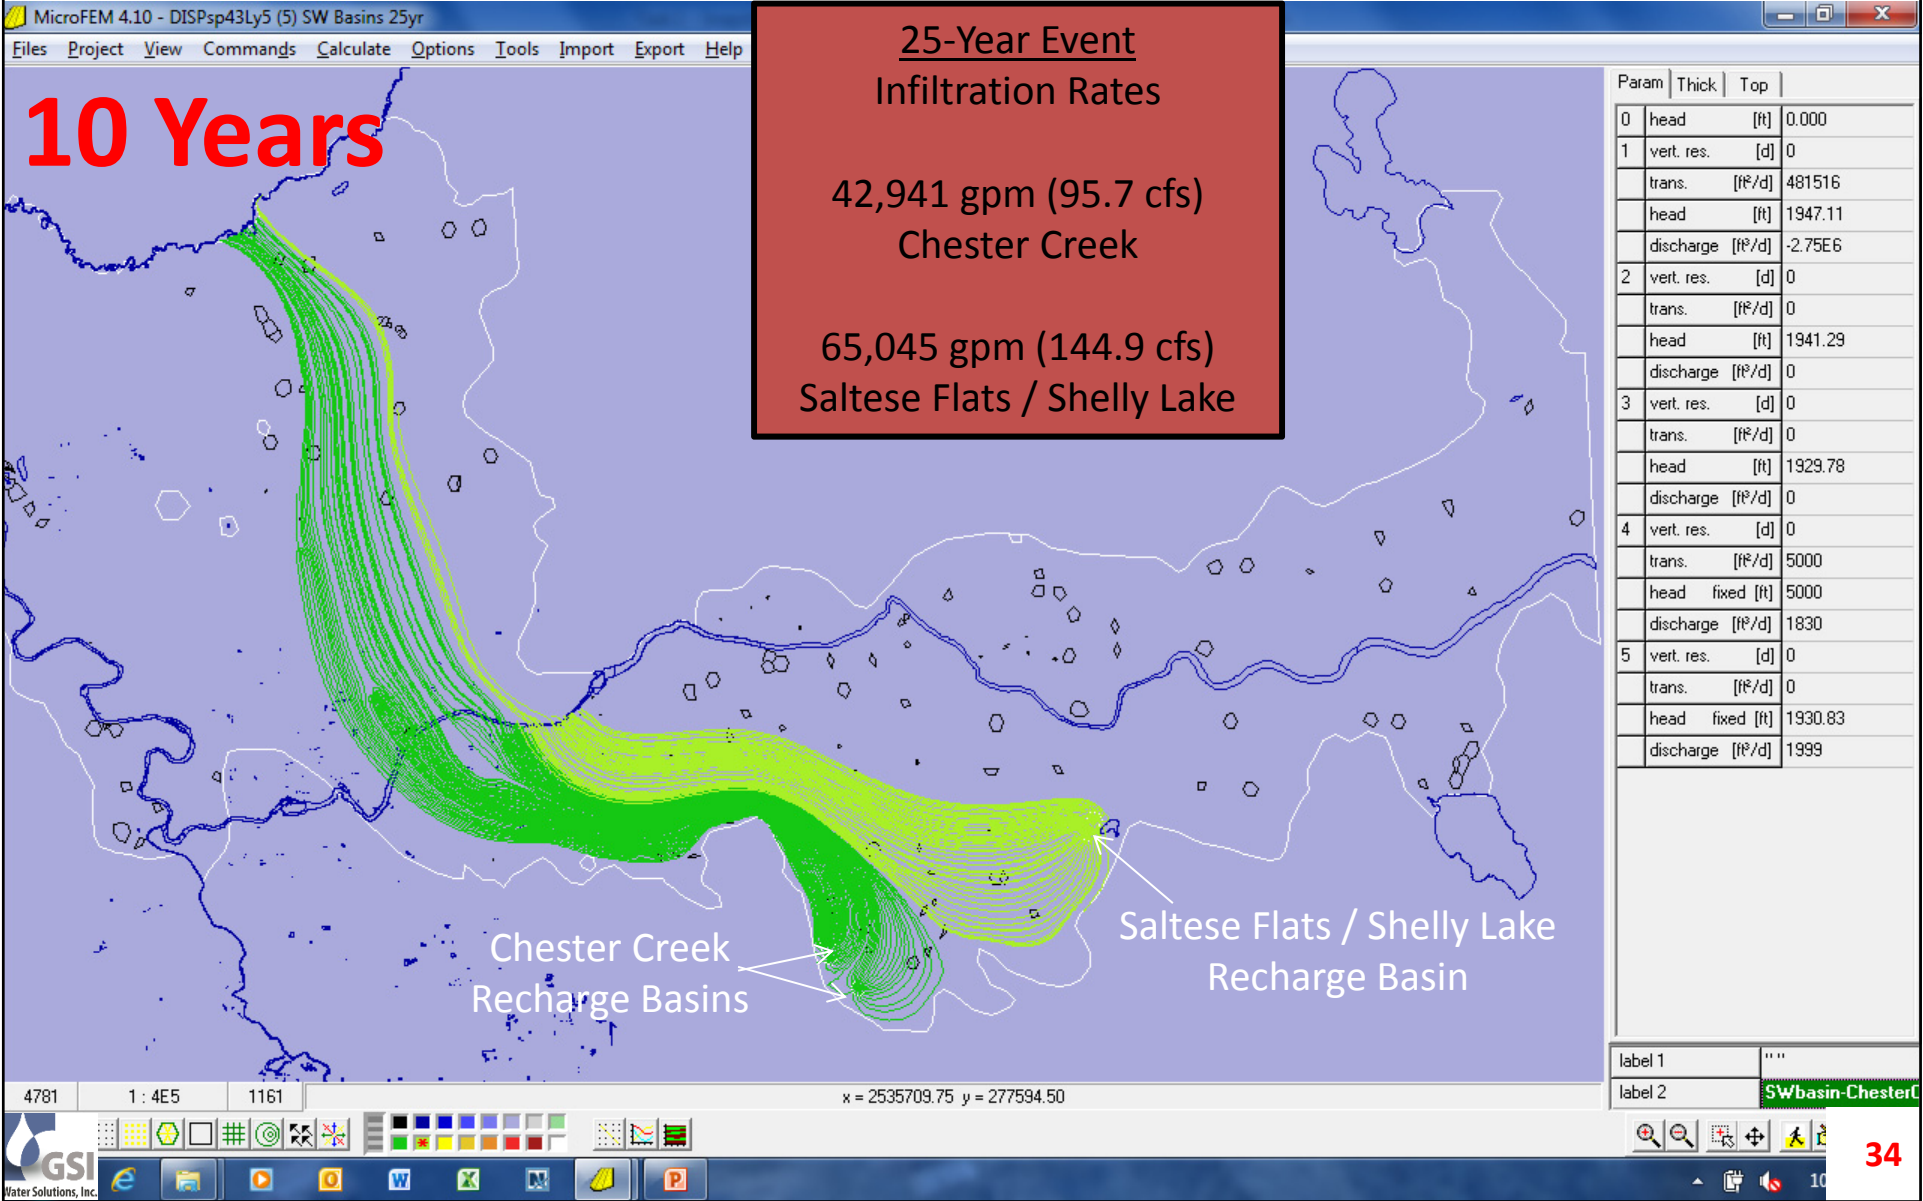 MicroFEM 4.10 - DISPsp43Ly5 (5) SW Basins 25yr
Files Project View Commands Calculate Options Tools Import Export Help
10 Years
25-Year Event
Infiltration Rates
42,941 gpm (95.7 cfs)
Chester Creek
65,045 gpm (144.9 cfs)
Saltese Flats / Shelly Lake
Chester Creek
Recharge Basins
Saltese Flats / Shelly Lake
Recharge Basin
Param Thick Top
0 head [ft] 0.000
1 vert. res. [d] 0
trans. [ft²/d] 481516
head [ft] 1947.11
discharge [ft³/d] -2.75E6
2 vert. res. [d] 0
trans. [ft²/d] 0
head [ft] 1941.29
discharge [ft³/d] 0
3 vert. res. [d] 0
trans. [ft²/d] 0
head [ft] 1929.78
discharge [ft³/d] 0
4 vert. res. [d] 0
trans. [ft²/d] 5000
head fixed [ft] 5000
discharge [ft³/d] 1830
5 vert. res. [d] 0
trans. [ft²/d] 0
head fixed [ft] 1930.83
discharge [ft³/d] 1999
label 1 ""
label 2 SWbasin-Chester
4781 1 : 4E5 1161 x = 2535709.75 y = 277594.50
GSI
Water Solutions, Inc.
10
34